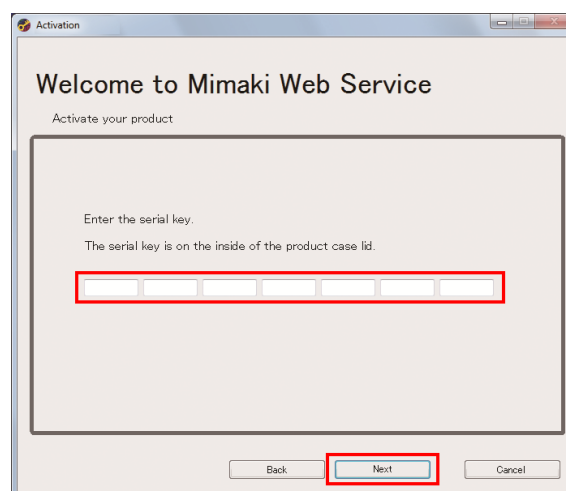 Activation
Welcome to Mimaki Web Service
Activate your product
Enter the serial key.
The serial key is on the inside of the product case lid.
Back Next Cancel